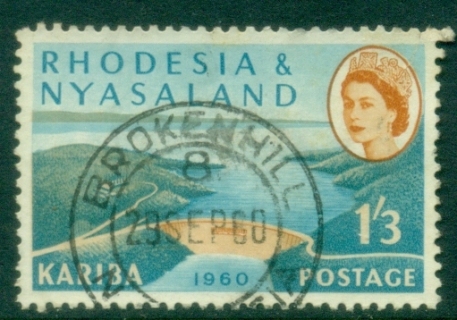 RHODESIA &
NYASALAND
BROKEN HILL
8
29 SEP 60
1'3
KARIBA 1960 POSTAGE